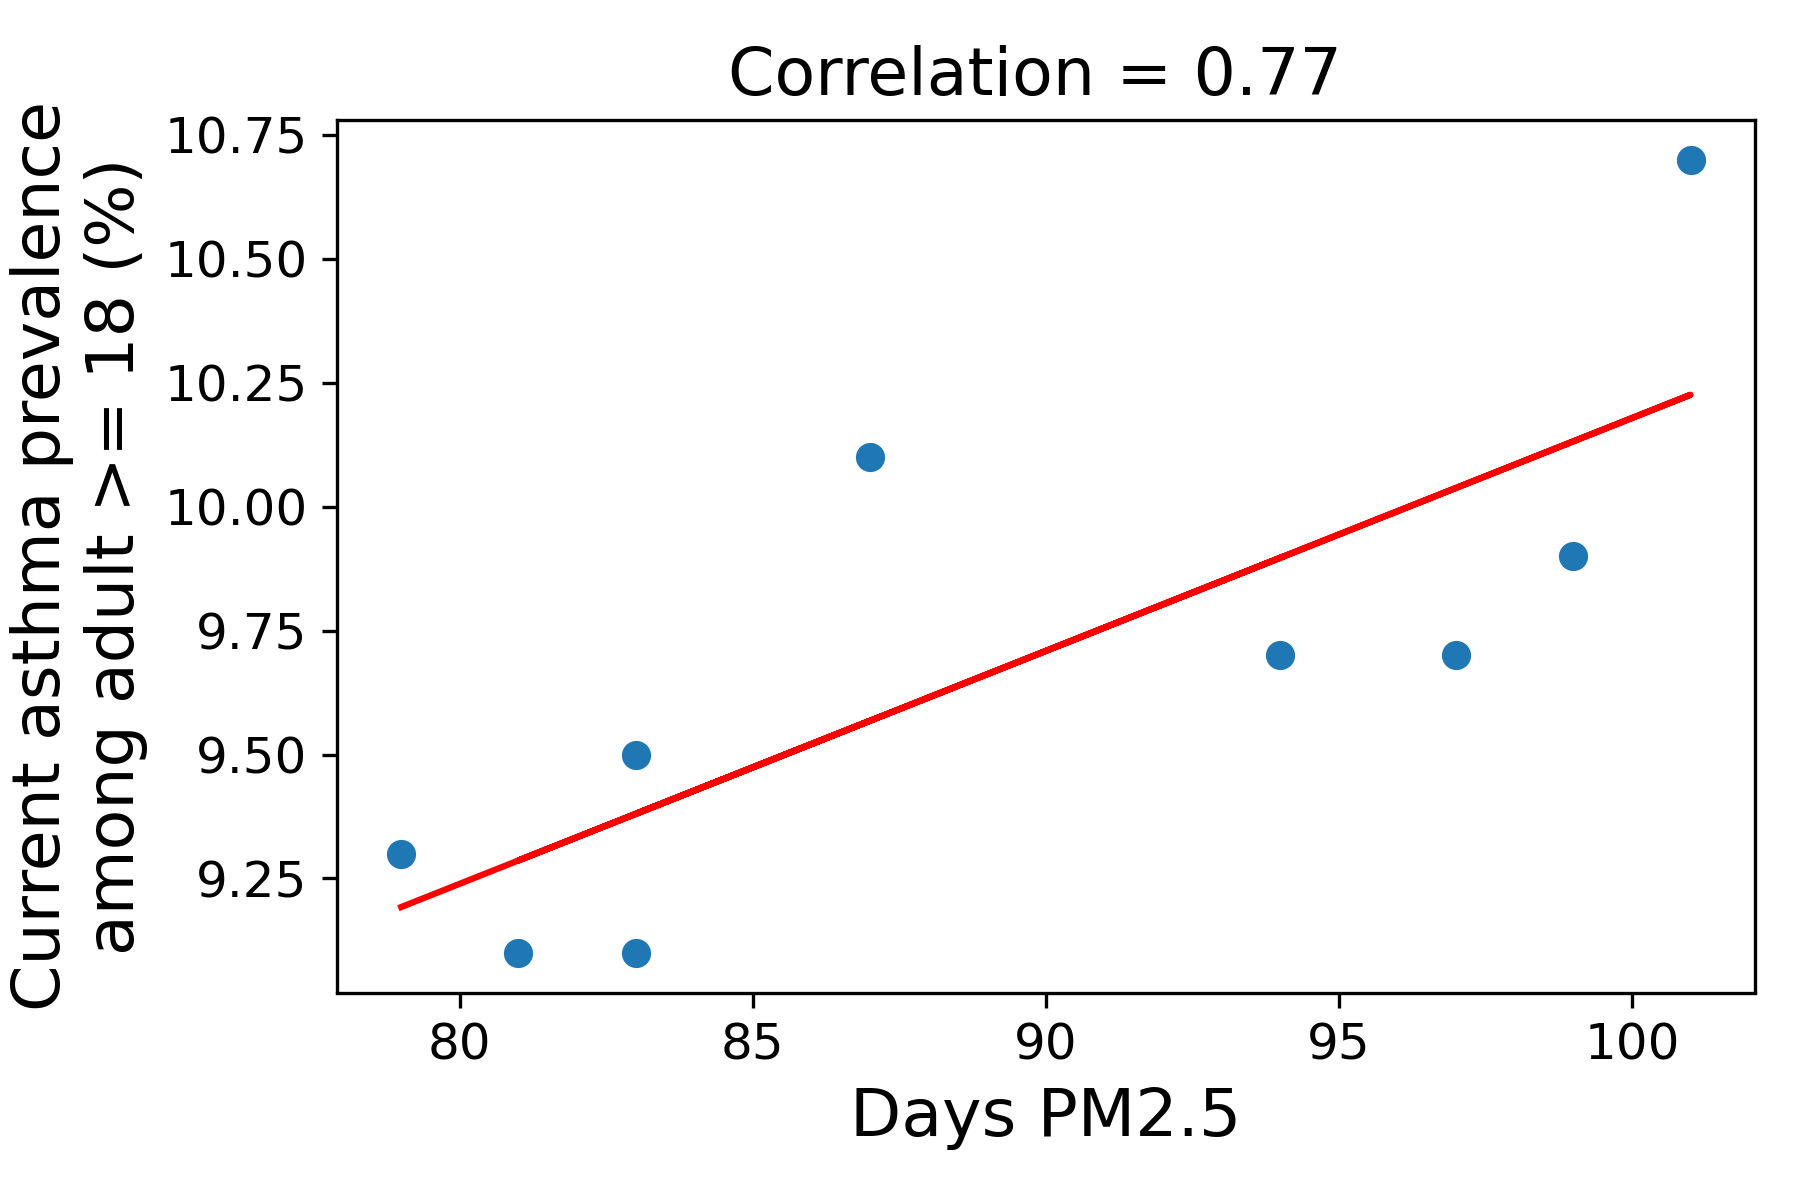 Correlation = 0.77
Current asthma prevalence
among adult >= 18 (%)
10.75
10.50
10.25
10.00
9.75
9.50
9.25
80 85 90 95 100
Days PM2.5